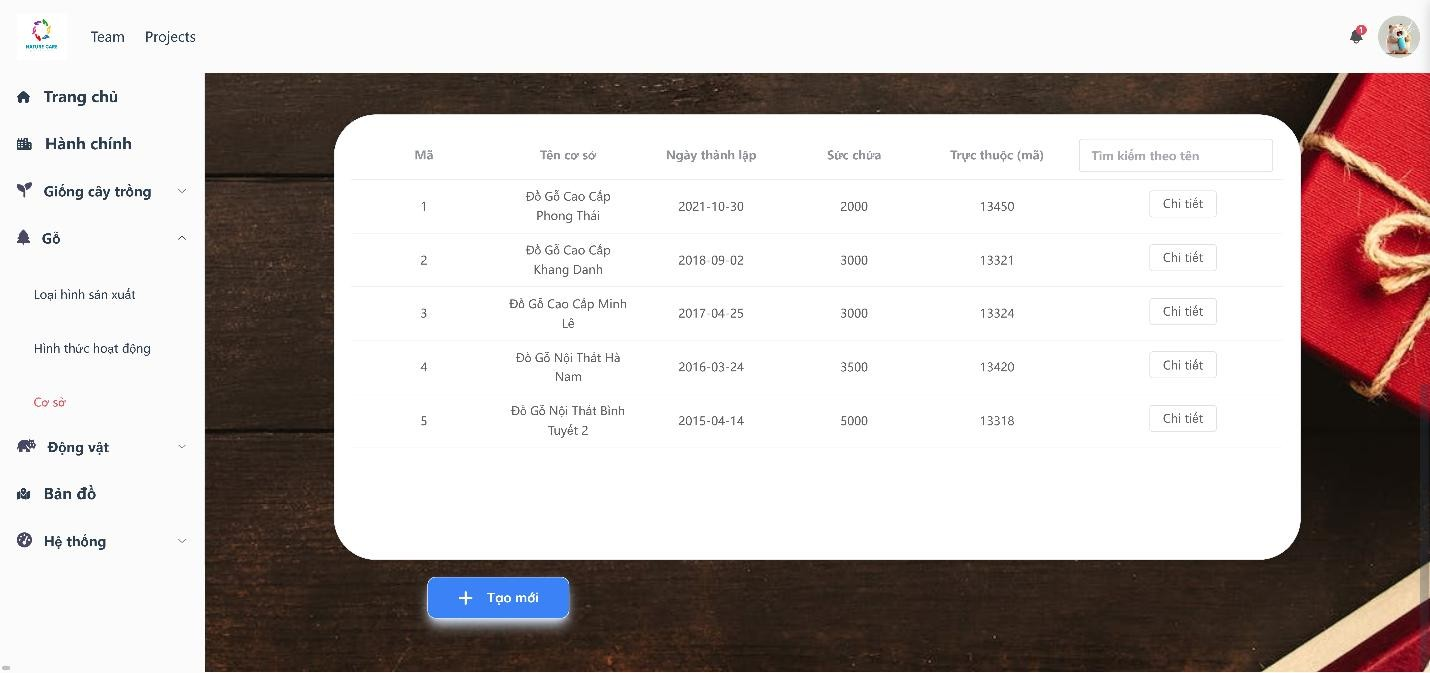 NATURE CARE
Team
Projects
1
Trang chủ
Hành chính
Giống cây trồng
Gỗ
Loại hình sản xuất
Hình thức hoạt động
Cơ sở
Động vật
Bản đồ
Hệ thống
Mã Tên cơ sở Ngày thành lập Sức chứa Trực thuộc (mã) Tìm kiếm theo tên
1 Đồ Gỗ Cao Cấp Phong Thái 2021-10-30 2000 13450 Chi tiết
2 Đồ Gỗ Cao Cấp Khang Danh 2018-09-02 3000 13321 Chi tiết
3 Đồ Gỗ Cao Cấp Minh Lê 2017-04-25 3000 13324 Chi tiết
4 Đồ Gỗ Nội Thất Hà Nam 2016-03-24 3500 13420 Chi tiết
5 Đồ Gỗ Nội Thất Bình Tuyết 2 2015-04-14 5000 13318 Chi tiết
Tạo mới